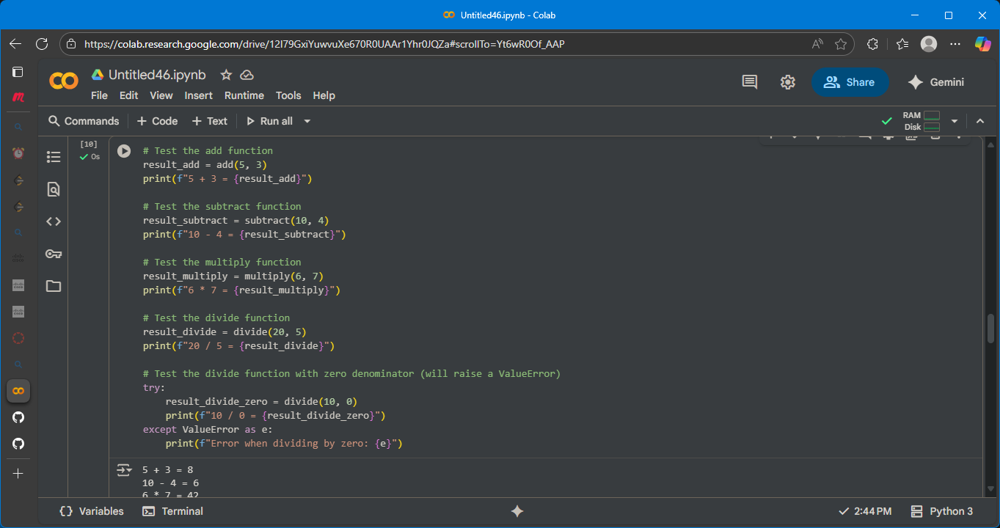 Untitled46.ipynb - Colab
https://colab.research.google.com/drive/12I79GxiYuwvuXe670R0UAAr1Yhr0JQZa#scrollTo=Yt6wR0Of_AAP
Untitled46.ipynb
File Edit View Insert Runtime Tools Help
Share
Gemini
Commands + Code + Text Run all
RAM
Disk
[10]
0s
# Test the add function
result_add = add(5, 3)
print(f"5 + 3 = {result_add}")
# Test the subtract function
result_subtract = subtract(10, 4)
print(f"10 - 4 = {result_subtract}")
# Test the multiply function
result_multiply = multiply(6, 7)
print(f"6 * 7 = {result_multiply}")
# Test the divide function
result_divide = divide(20, 5)
print(f"20 / 5 = {result_divide}")
# Test the divide function with zero denominator (will raise a ValueError)
try:
    result_divide_zero = divide(10, 0)
    print(f"10 / 0 = {result_divide_zero}")
except ValueError as e:
    print(f"Error when dividing by zero: {e}")
5 + 3 = 8
10 - 4 = 6
6 * 7 = 42
{} Variables Terminal
2:44 PM Python 3